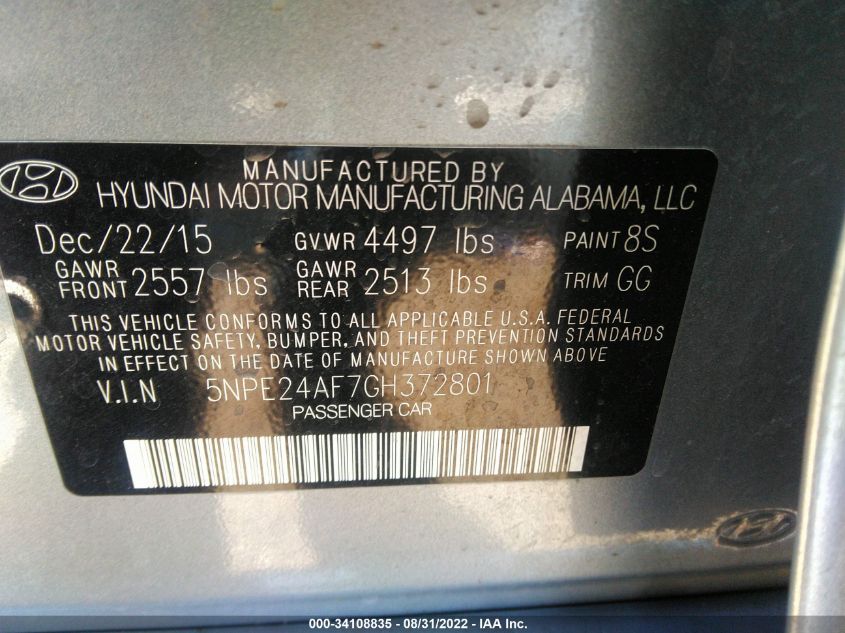 MANUFACTURED BY
HYUNDAI MOTOR MANUFACTURING ALABAMA, LLC
Dec/22/15 GVWR 4497 lbs PAINT 8S
GAWR FRONT 2557 lbs GAWR REAR 2513 lbs TRIM GG
THIS VEHICLE CONFORMS TO ALL APPLICABLE U.S.A. FEDERAL
MOTOR VEHICLE SAFETY, BUMPER, AND THEFT PREVENTION STANDARDS
IN EFFECT ON THE DATE OF MANUFACTURE SHOWN ABOVE.
V.I.N 5NPE24AF7GH372801
PASSENGER CAR
000-34108835 - 08/31/2022 - IAA Inc.